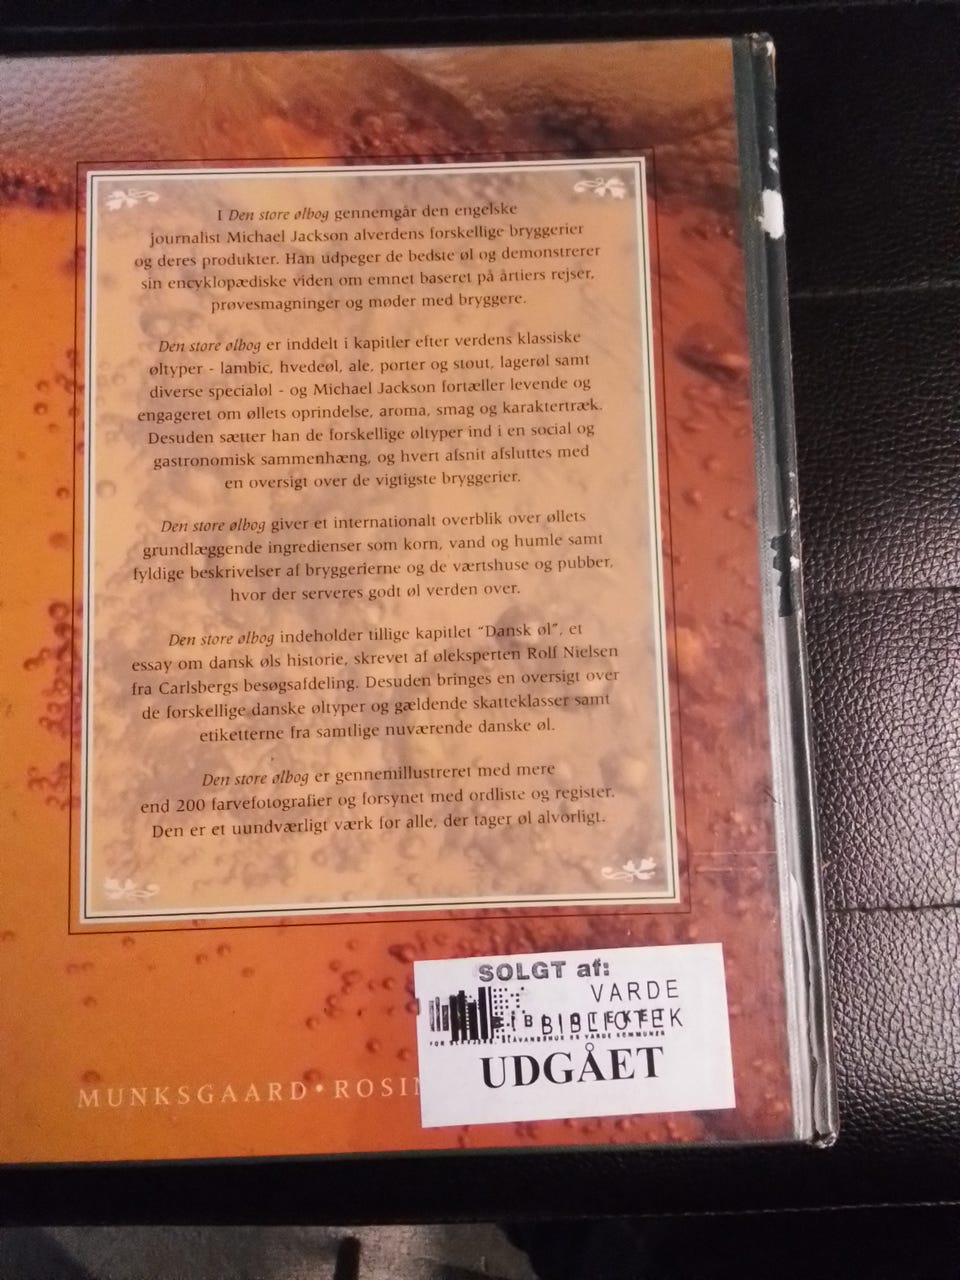 I Den store ølbog gennemgår den engelske
journalist Michael Jackson alverdens forskellige bryggerier
og deres produkter. Han udpeger de bedste øl og demonstrerer
sin encyklopædiske viden om emnet baseret på årtiers rejser,
prøvesmagninger og møder med bryggere.
Den store ølbog er inddelt i kapitler efter verdens klassiske
øltyper - lambic, hvedeøl, ale, porter og stout, lagerøl samt
diverse specialøl - og Michael Jackson fortæller levende og
engageret om øllets oprindelse, aroma, smag og karaktertræk.
Desuden sætter han de forskellige øltyper ind i en social og
gastronomisk sammenhæng, og hvert afsnit afsluttes med
en oversigt over de vigtigste bryggerier.
Den store ølbog giver et internationalt overblik over øllets
grundlæggende ingredienser som korn, vand og humle samt
fyldige beskrivelser af bryggerierne og de værtshuse og pubber,
hvor der serveres godt øl verden over.
Den store ølbog indeholder tillige kapitlet "Dansk øl", et
essay om dansk øls historie, skrevet af øleksperten Rolf Nielsen
fra Carlsbergs besøgsafdeling. Desuden bringes en oversigt over
de forskellige danske øltyper og gældende skatteklasser samt
etiketterne fra samtlige nuværende danske øl.
Den store ølbog er gennemillustreret med mere
end 200 farvefotografier og forsynet med ordliste og register.
Den er et uundværligt værk for alle, der tager øl alvorligt.
SOLGT af:
VARDE
BIBLIOTEK
UDGÅET
MUNKSGAARD • ROSIN